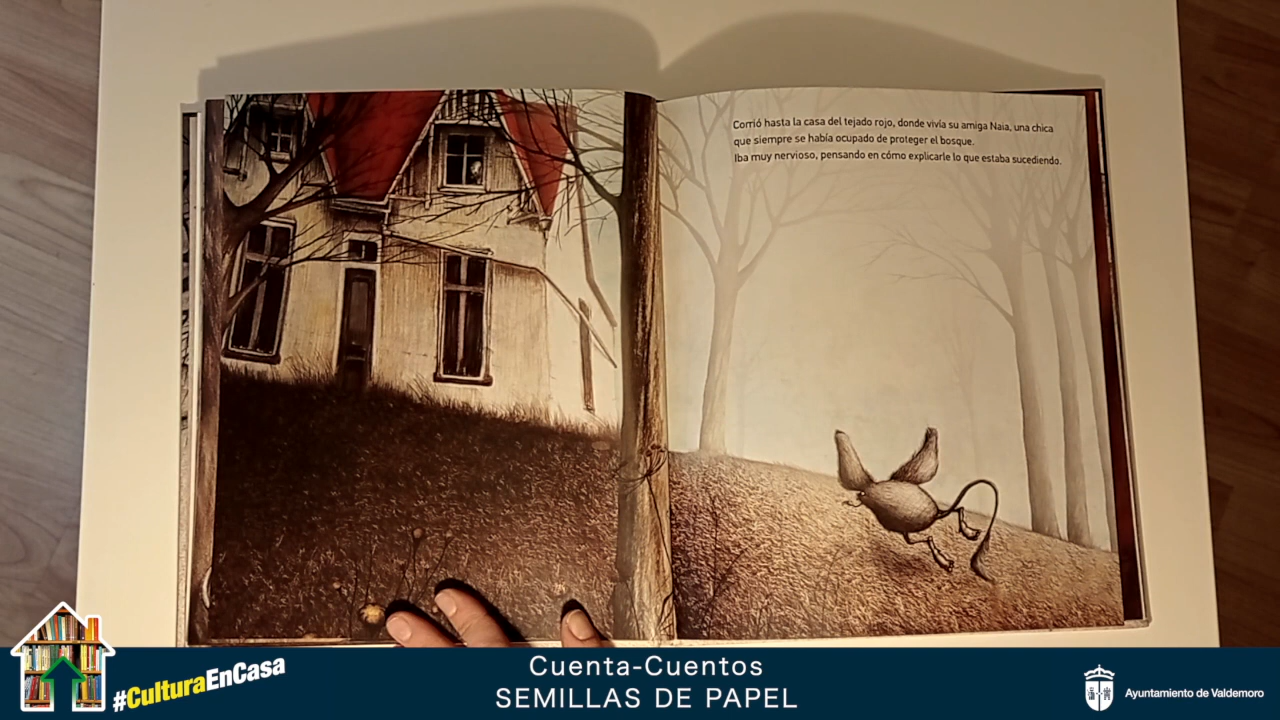 Corrió hasta la casa del tejado rojo, donde vivía su amiga Naia, una chica
que siempre se había ocupado de proteger el bosque.
Iba muy nervioso, pensando en cómo explicarle lo que estaba sucediendo.
#CulturaEnCasa
Cuenta-Cuentos
SEMILLAS DE PAPEL
Ayuntamiento de Valdemoro